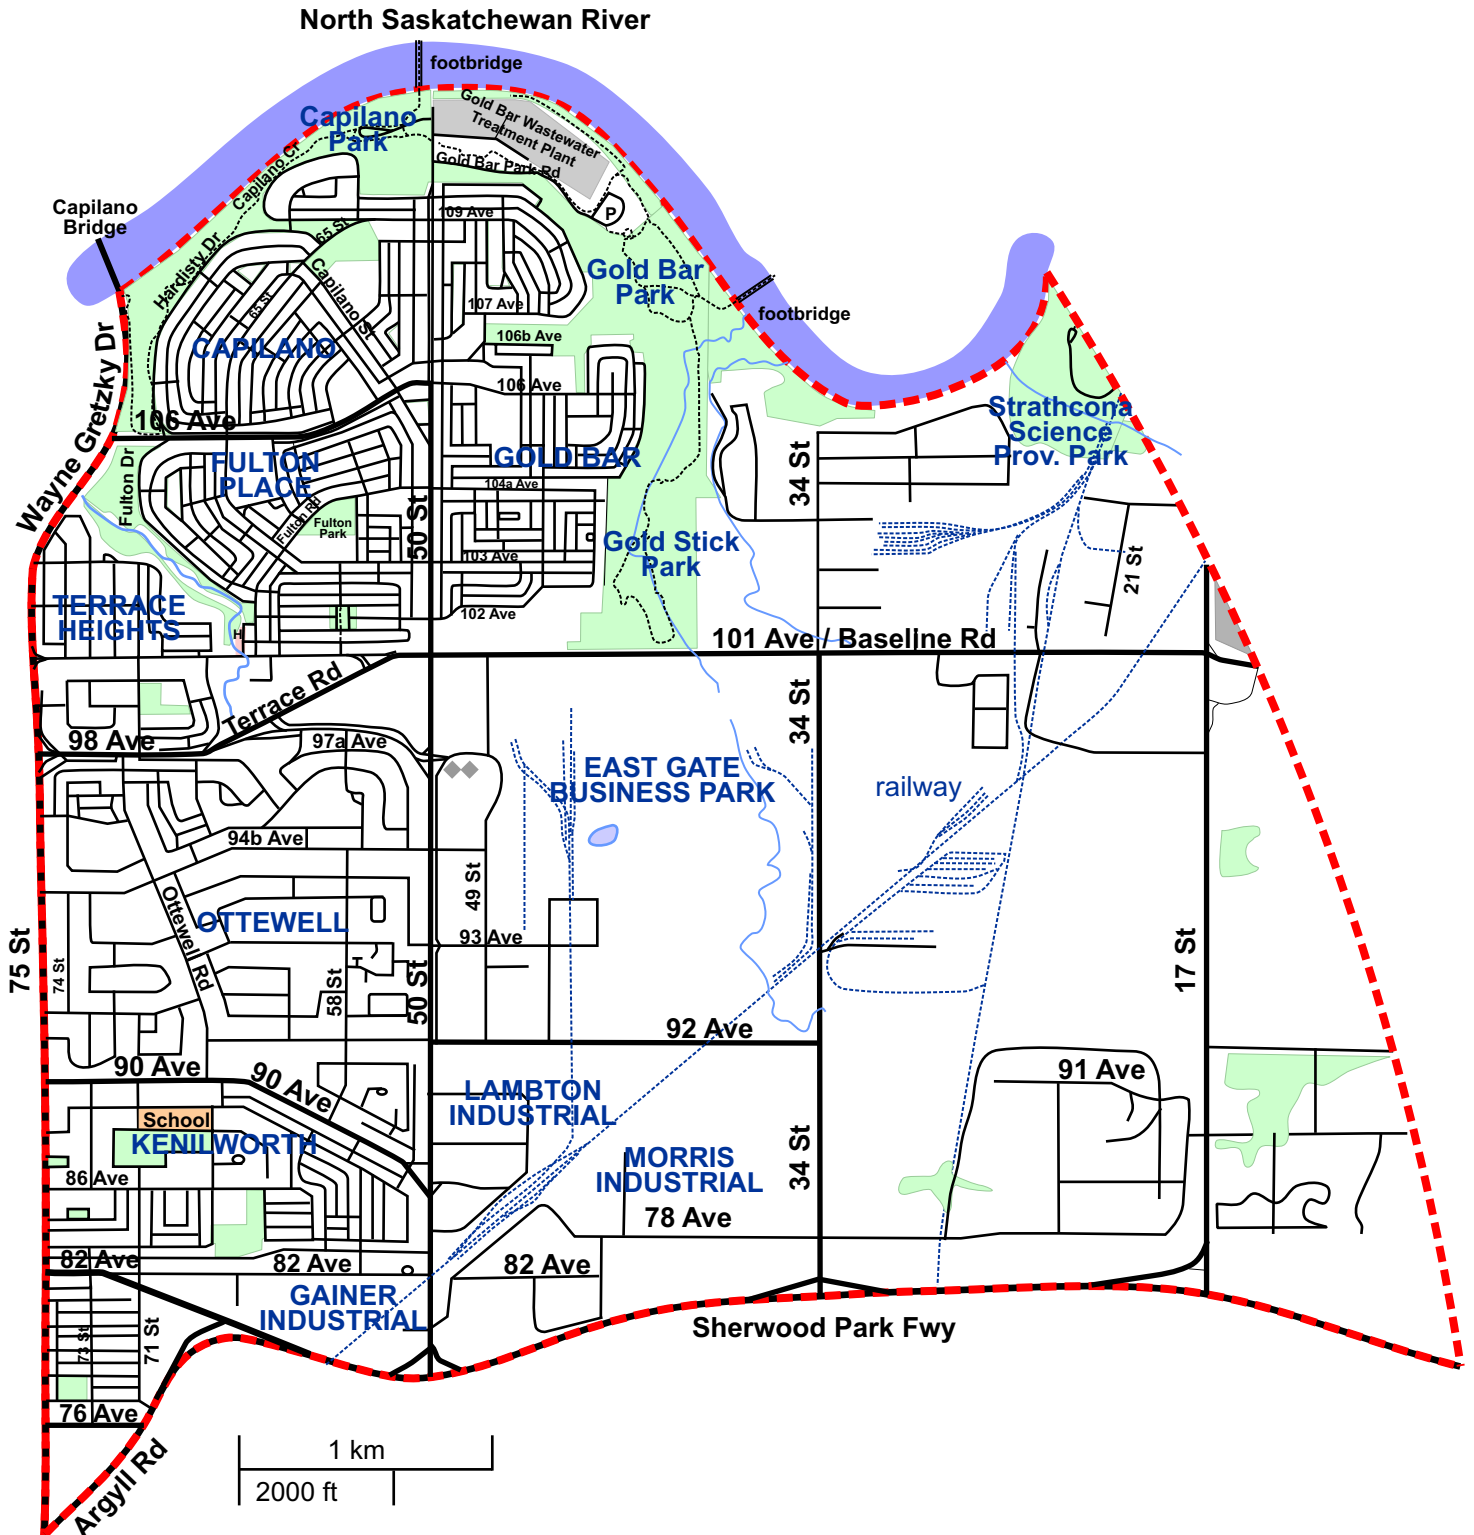 North Saskatchewan River
footbridge
Capilano
Park
Gold Bar Wastewater
Treatment Plant
Gold Bar Park Rd
Capilano Cr
Capilano
Bridge
P
109 Ave
65 St
Hardisty Dr
Capilano St
65 St
Gold Bar
Park
107 Ave
footbridge
106b Ave
CAPILANO
Wayne Gretzky Dr
106 Ave
106 Ave
Strathcona
Science
Prov. Park
FULTON
PLACE
GOLD BAR
34 St
Fulton Dr
104a Ave
Fulton Rd
Fulton
Park
50 St
Gold Stick
Park
103 Ave
21 St
TERRACE
HEIGHTS
102 Ave
H
101 Ave / Baseline Rd
Terrace Rd
34 St
98 Ave
97a Ave
EAST GATE
BUSINESS PARK
railway
94b Ave
49 St
Ottewell Rd
OTTEWELL
93 Ave
75 St
74 St
58 St
50 St
17 St
92 Ave
90 Ave
90 Ave
91 Ave
LAMBTON
INDUSTRIAL
School
KENILWORTH
34 St
MORRIS
INDUSTRIAL
86 Ave
78 Ave
82 Ave
82 Ave
82 Ave
GAINER
INDUSTRIAL
Sherwood Park Fwy
73 St
71 St
76 Ave
Argyll Rd
1 km
2000 ft